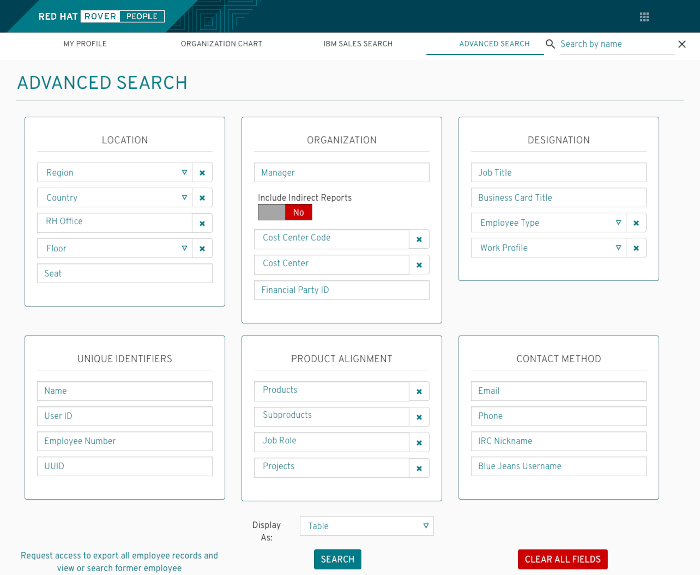 RED HAT ROVER PEOPLE
MY PROFILE
ORGANIZATION CHART
IBM SALES SEARCH
ADVANCED SEARCH
Search by name
ADVANCED SEARCH
LOCATION
Region
Country
RH Office
Floor
Seat
ORGANIZATION
Manager
Include Indirect Reports
No
Cost Center Code
Cost Center
Financial Party ID
DESIGNATION
Job Title
Business Card Title
Employee Type
Work Profile
UNIQUE IDENTIFIERS
Name
User ID
Employee Number
UUID
PRODUCT ALIGNMENT
Products
Subproducts
Job Role
Projects
CONTACT METHOD
Email
Phone
IRC Nickname
Blue Jeans Username
Display
As:
Table
Request access to export all employee records and
view or search former employee
SEARCH
CLEAR ALL FIELDS